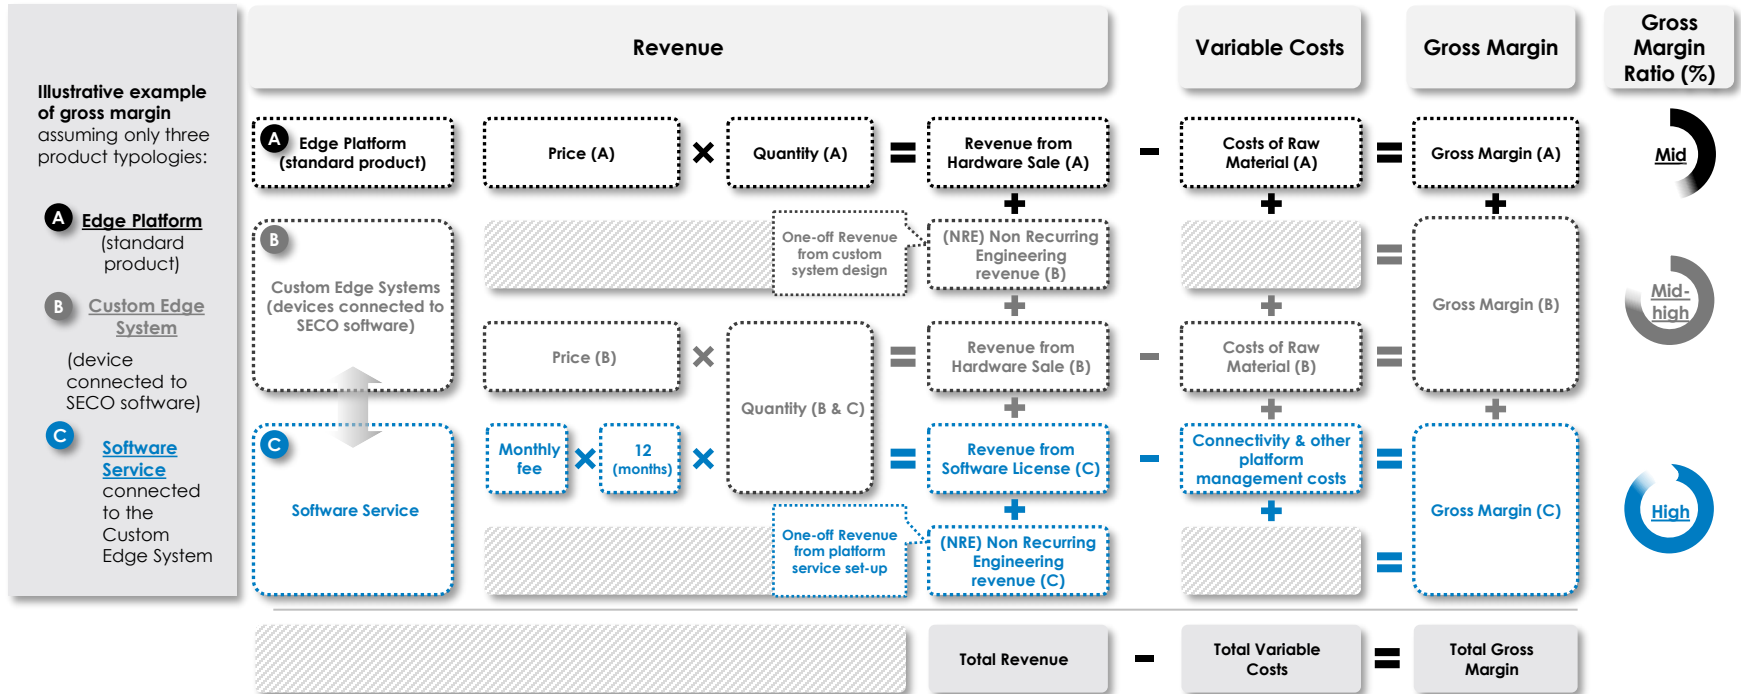 Revenue
Variable Costs
Gross Margin
Gross
Margin
Ratio (%)
Illustrative example
of gross margin
assuming only three
product typologies:
A
Edge Platform
(standard
product)
B
Custom Edge
System
(device
connected to
SECO software)
C
Software
Service
connected
to the
Custom
Edge System
A
Edge Platform
(standard product)
Price (A)
×
Quantity (A)
=
Revenue from
Hardware Sale (A)
-
Costs of Raw
Material (A)
=
Gross Margin (A)
Mid
+
+
+
B
Custom Edge Systems
(devices connected to
SECO software)
One-off Revenue
from custom
system design
(NRE) Non Recurring
Engineering
revenue (B)
=
Gross Margin (B)
Mid-
high
+
+
Price (B)
×
Quantity (B & C)
=
Revenue from
Hardware Sale (B)
-
Costs of Raw
Material (B)
=
+
+
+
C
Software Service
Monthly
fee
×
12
(months)
×
=
Revenue from
Software License (C)
-
Connectivity & other
platform
management costs
=
Gross Margin (C)
High
+
+
One-off Revenue
from platform
service set-up
(NRE) Non Recurring
Engineering
revenue (C)
=
Total Revenue
-
Total Variable
Costs
=
Total Gross
Margin